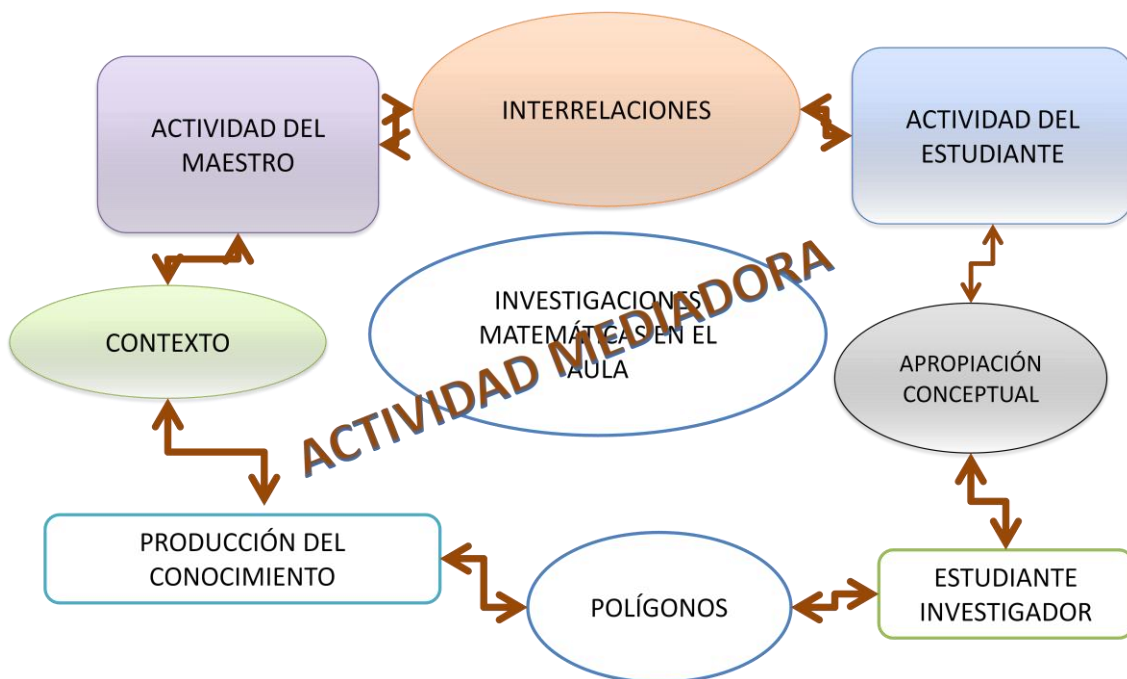 INTERRELACIONES
ACTIVIDAD DEL
MAESTRO
ACTIVIDAD DEL
ESTUDIANTE
INVESTIGACIONES
MATEMÁTICAS EN EL
AULA
ACTIVIDAD MEDIADORA
CONTEXTO
APROPIACIÓN
CONCEPTUAL
PRODUCCIÓN DEL
CONOCIMIENTO
POLÍGONOS
ESTUDIANTE
INVESTIGADOR